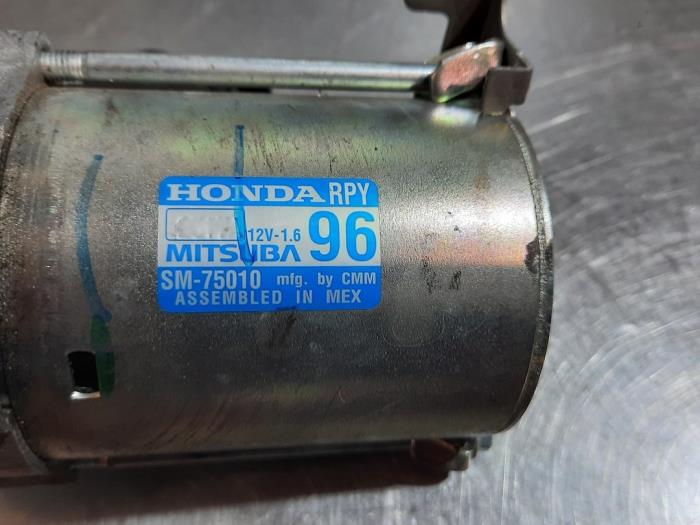 HONDA RPY
12V-1.6 96
MITSUBA
SM-75010 mfg. by CMM
ASSEMBLED IN MEX